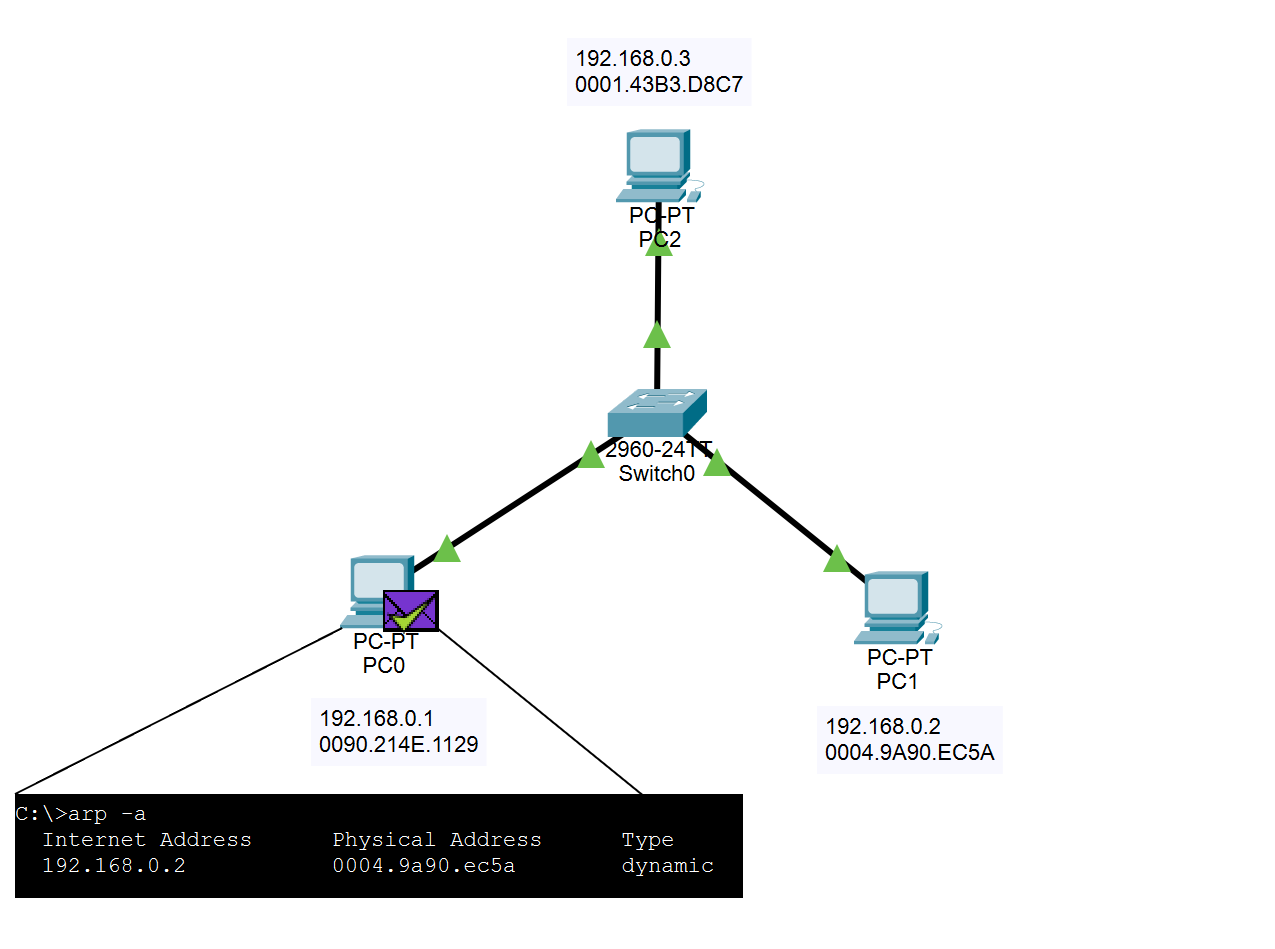 192.168.0.3
0001.43B3.D8C7
PC-PT
PC2
2960-24TT
Switch0
PC-PT
PC0
192.168.0.1
0090.214E.1129
PC-PT
PC1
192.168.0.2
0004.9A90.EC5A
C:\>arp -a
Internet Address Physical Address Type
192.168.0.2 0004.9a90.ec5a dynamic